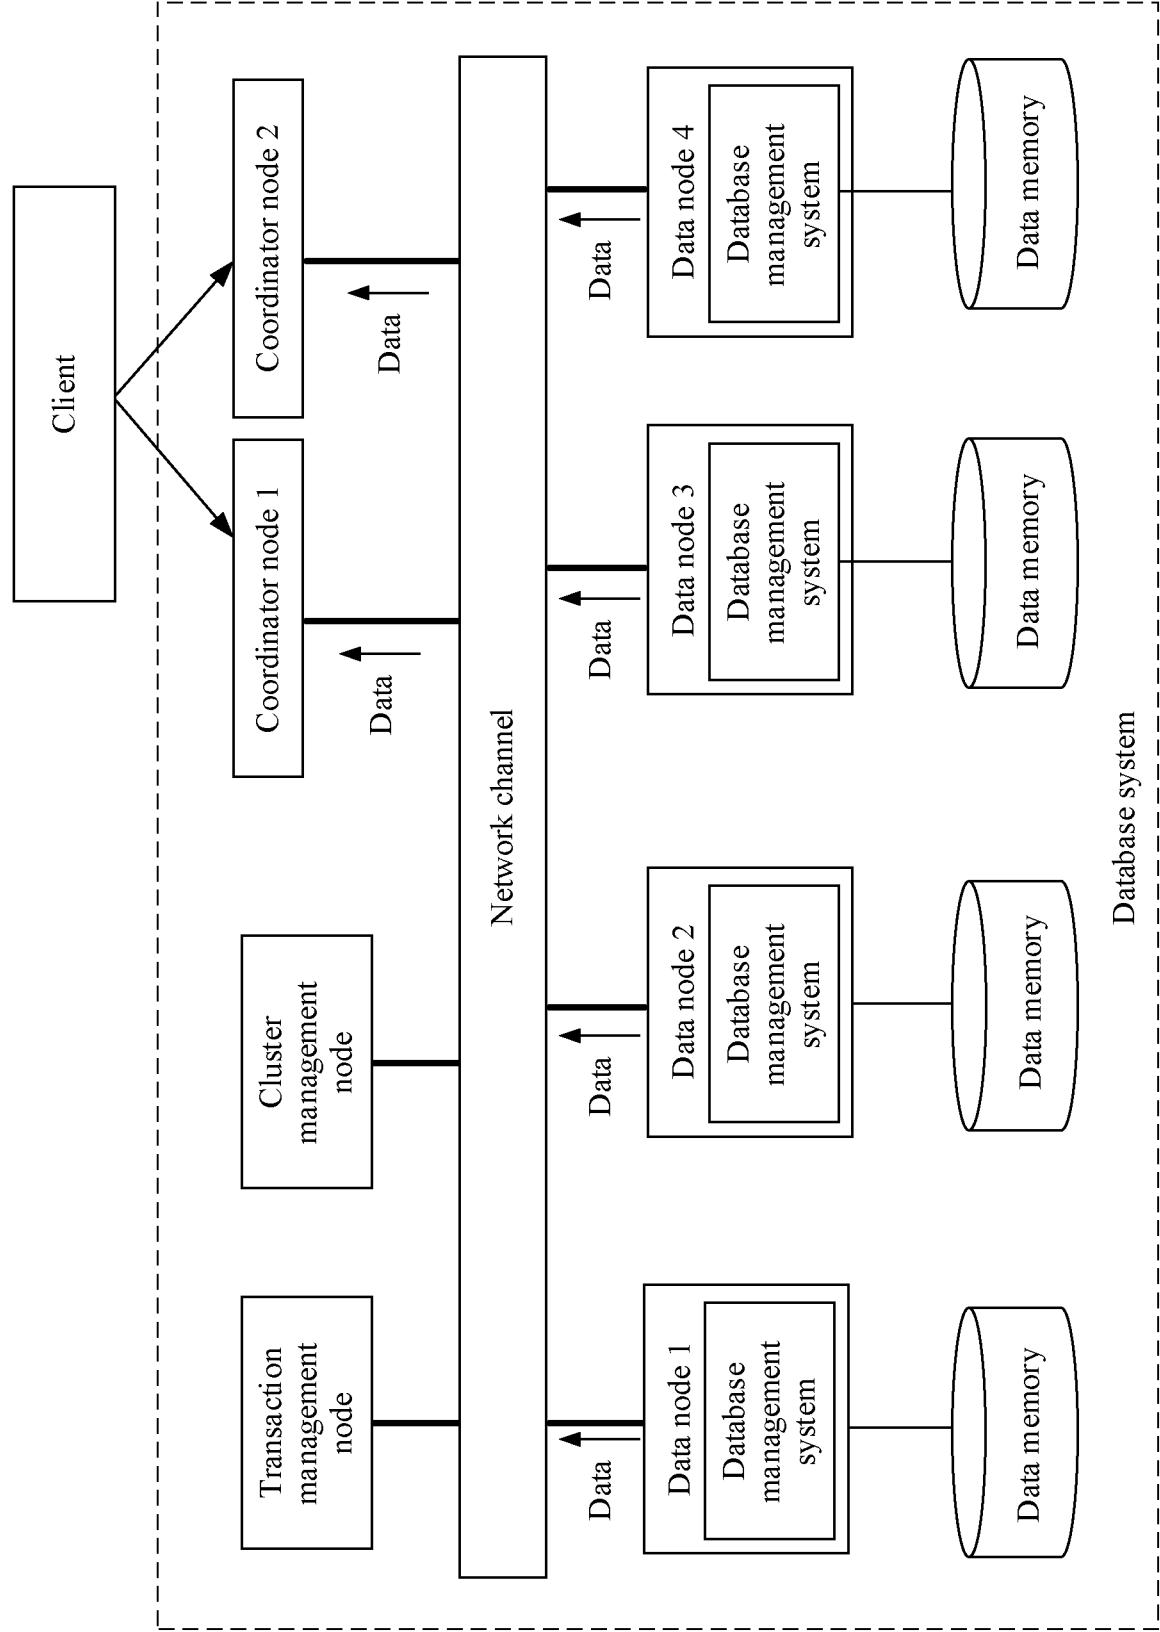 Client
Transaction
management
node
Cluster
management
node
Coordinator node 1
Coordinator node 2
Data
Data
Network channel
Data
Data
Data
Data
Data node 1
Database
management
system
Data node 2
Database
management
system
Data node 3
Database
management
system
Data node 4
Database
management
system
Data memory
Data memory
Data memory
Data memory
Database system